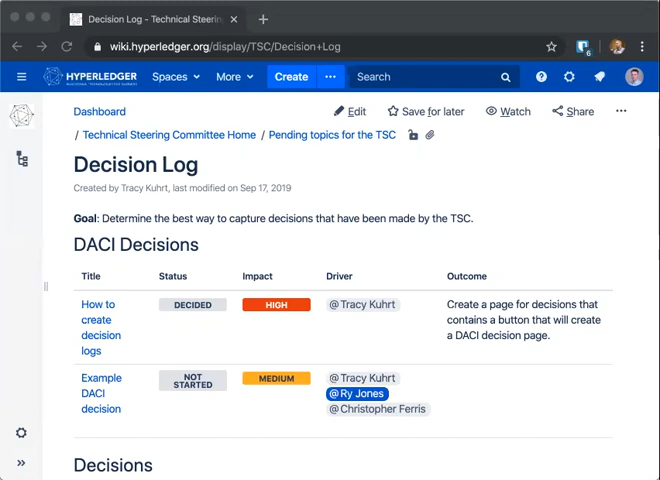 Decision Log - Technical Steering
wiki.hyperledger.org/display/TSC/Decision+Log
6
HYPERLEDGER
Spaces
More
Create
Search
Dashboard
Edit
Save for later
Watch
Share
/ Technical Steering Committee Home / Pending topics for the TSC
Decision Log
Created by Tracy Kuhrt, last modified on Sep 17, 2019
Goal: Determine the best way to capture decisions that have been made by the TSC.
DACI Decisions
Title Status Impact Driver Outcome
How to
create
decision
logs
DECIDED
HIGH
@Tracy Kuhrt
Create a page for decisions that
contains a button that will create
a DACI decision page.
Example
DACI
decision
NOT
STARTED
MEDIUM
@Tracy Kuhrt
@Ry Jones
@Christopher Ferris
Decisions